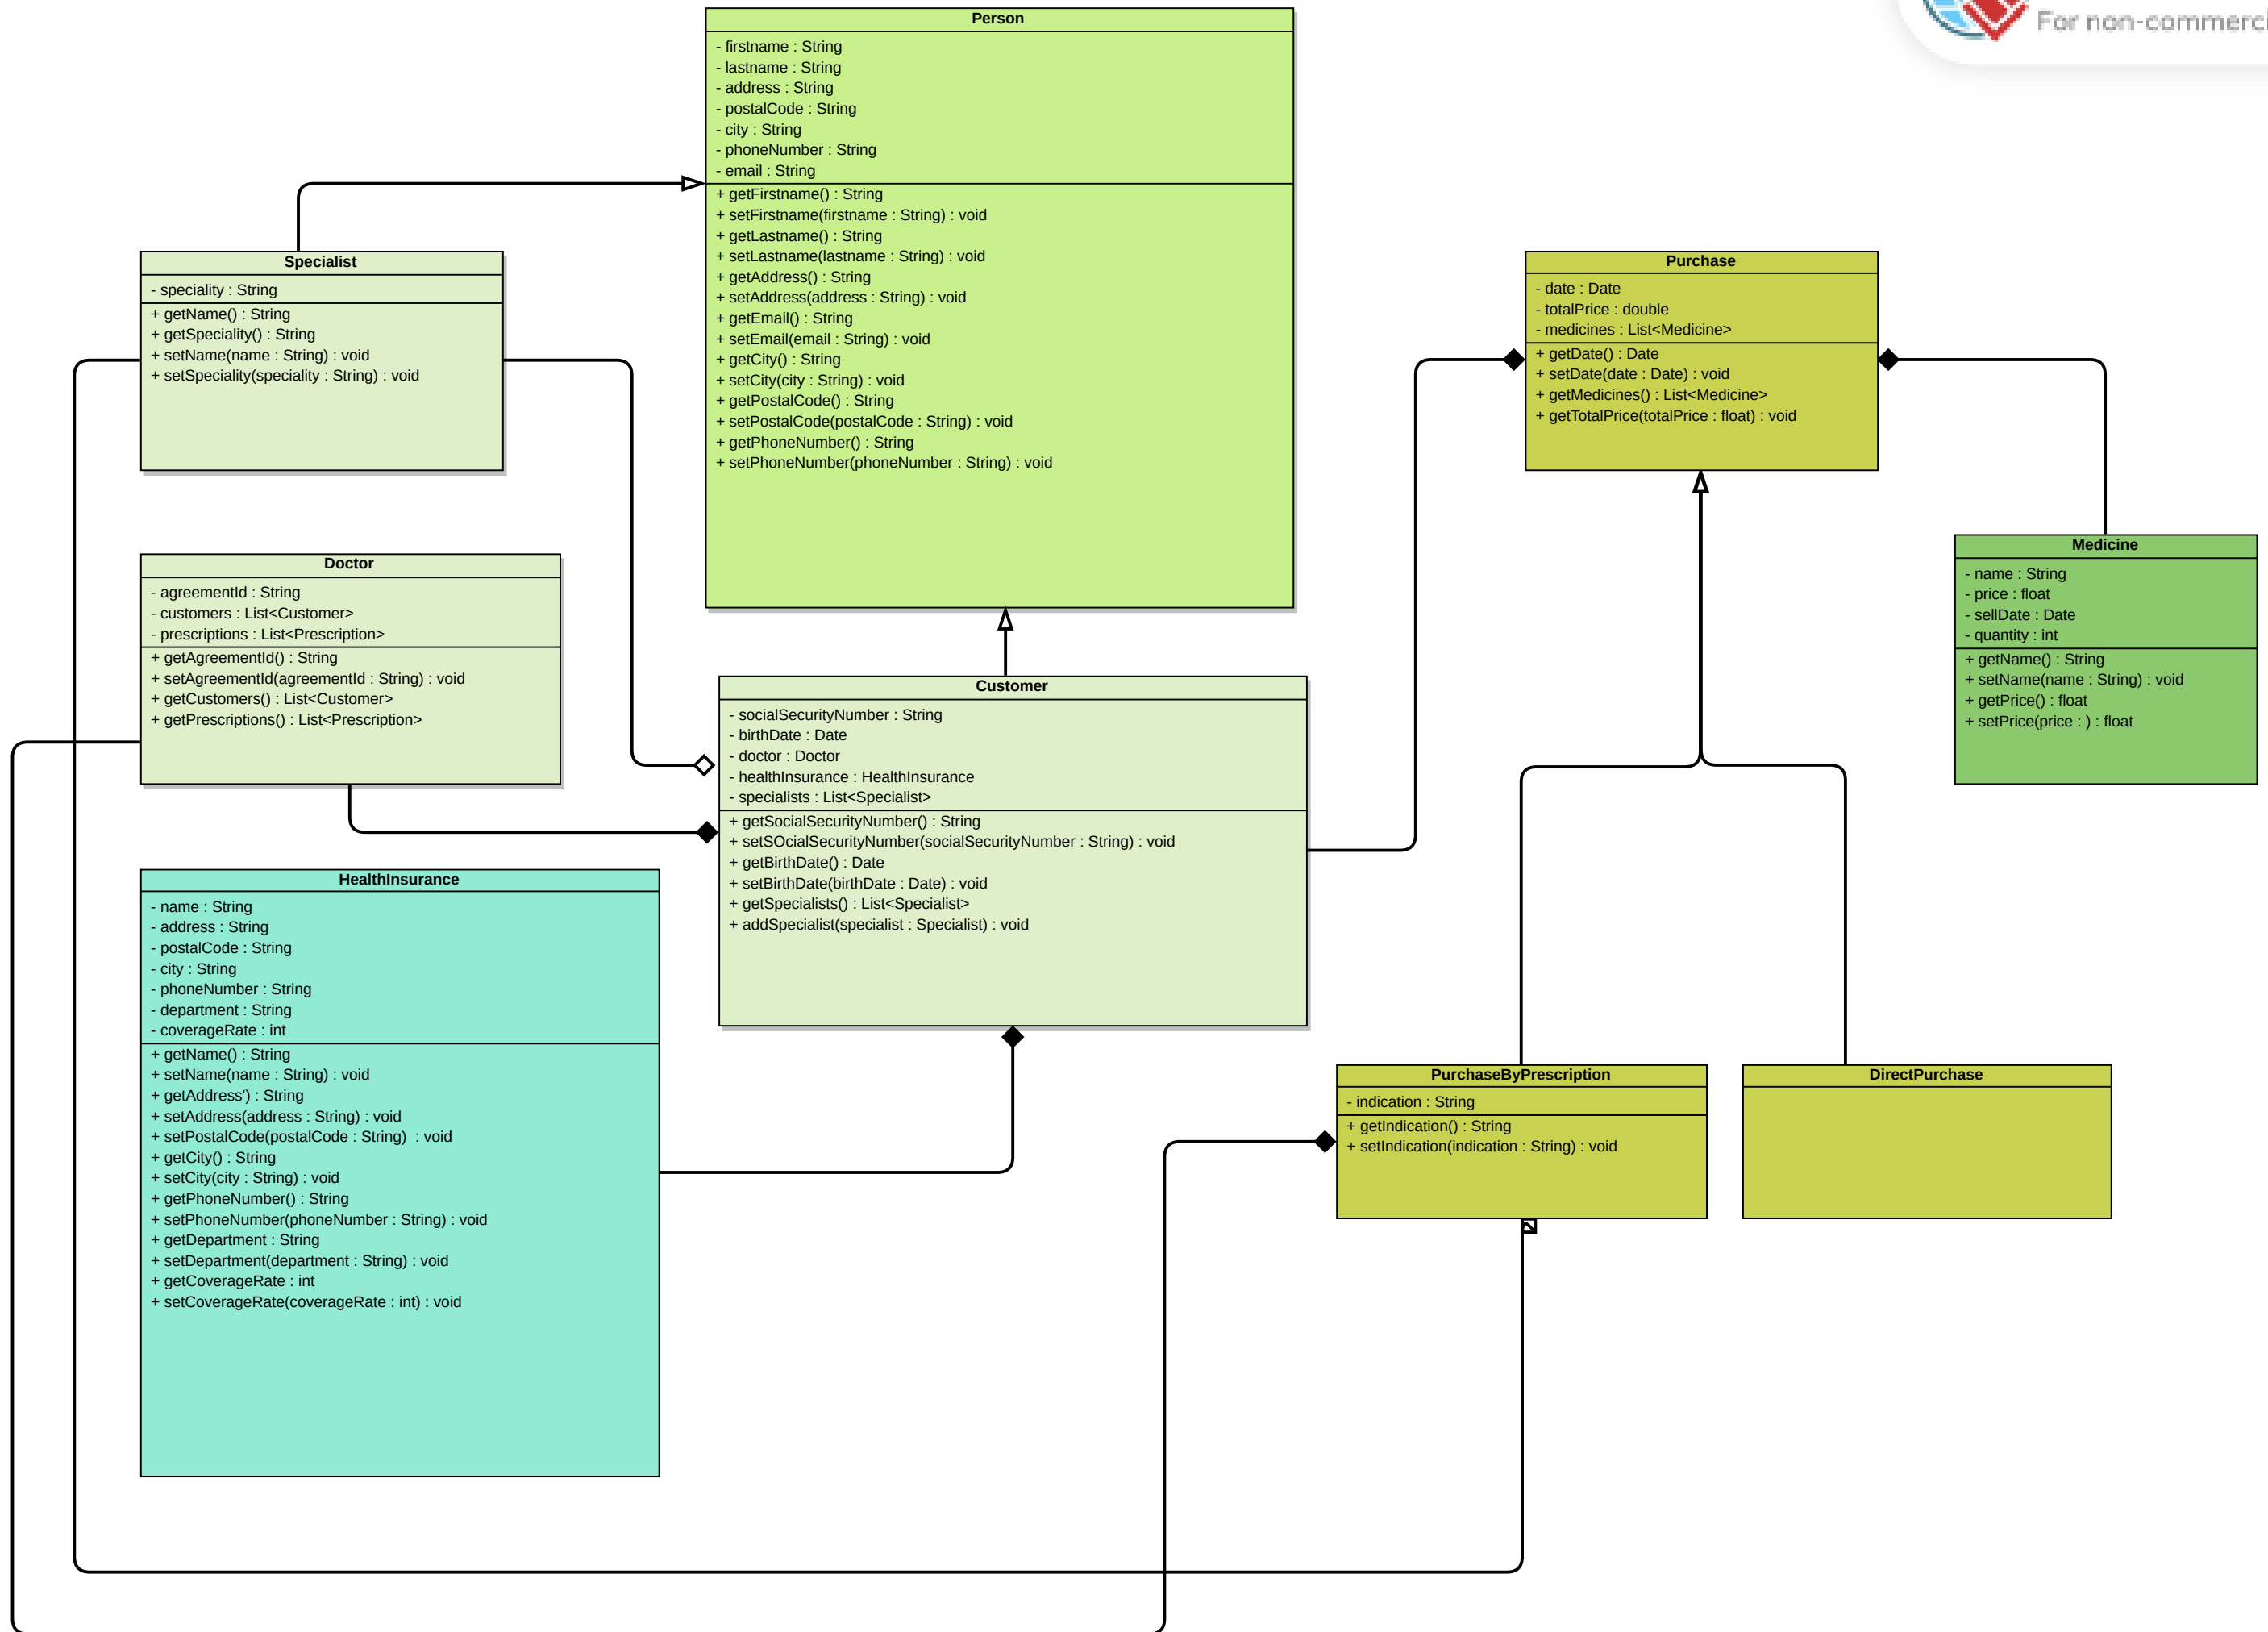 For non-commerci
Person
- firstname : String
- lastname : String
- address : String
- postalCode : String
- city : String
- phoneNumber : String
- email : String
+ getFirstname() : String
+ setFirstname(firstname : String) : void
+ getLastname() : String
+ setLastname(lastname : String) : void
+ getAddress() : String
+ setAddress(address : String) : void
+ getEmail() : String
+ setEmail(email : String) : void
+ getCity() : String
+ setCity(city : String) : void
+ getPostalCode() : String
+ setPostalCode(postalCode : String) : void
+ getPhoneNumber() : String
+ setPhoneNumber(phoneNumber : String) : void
Specialist
- speciality : String
+ getName() : String
+ getSpeciality() : String
+ setName(name : String) : void
+ setSpeciality(speciality : String) : void
Purchase
- date : Date
- totalPrice : double
- medicines : List<Medicine>
+ getDate() : Date
+ setDate(date : Date) : void
+ getMedicines() : List<Medicine>
+ getTotalPrice(totalPrice : float) : void
Medicine
- name : String
- price : float
- sellDate : Date
- quantity : int
+ getName() : String
+ setName(name : String) : void
+ getPrice() : float
+ setPrice(price : ) : float
Doctor
- agreementId : String
- customers : List<Customer>
- prescriptions : List<Prescription>
+ getAgreementId() : String
+ setAgreementId(agreementId : String) : void
+ getCustomers() : List<Customer>
+ getPrescriptions() : List<Prescription>
Customer
- socialSecurityNumber : String
- birthDate : Date
- doctor : Doctor
- healthInsurance : HealthInsurance
- specialists : List<Specialist>
+ getSocialSecurityNumber() : String
+ setSOcialSecurityNumber(socialSecurityNumber : String) : void
+ getBirthDate() : Date
+ setBirthDate(birthDate : Date) : void
+ getSpecialists() : List<Specialist>
+ addSpecialist(specialist : Specialist) : void
HealthInsurance
- name : String
- address : String
- postalCode : String
- city : String
- phoneNumber : String
- department : String
- coverageRate : int
+ getName() : String
+ setName(name : String) : void
+ getAddress') : String
+ setAddress(address : String) : void
+ setPostalCode(postalCode : String)  : void
+ getCity() : String
+ setCity(city : String) : void
+ getPhoneNumber() : String
+ setPhoneNumber(phoneNumber : String) : void
+ getDepartment : String
+ setDepartment(department : String) : void
+ getCoverageRate : int
+ setCoverageRate(coverageRate : int) : void
PurchaseByPrescription
- indication : String
+ getIndication() : String
+ setIndication(indication : String) : void
DirectPurchase